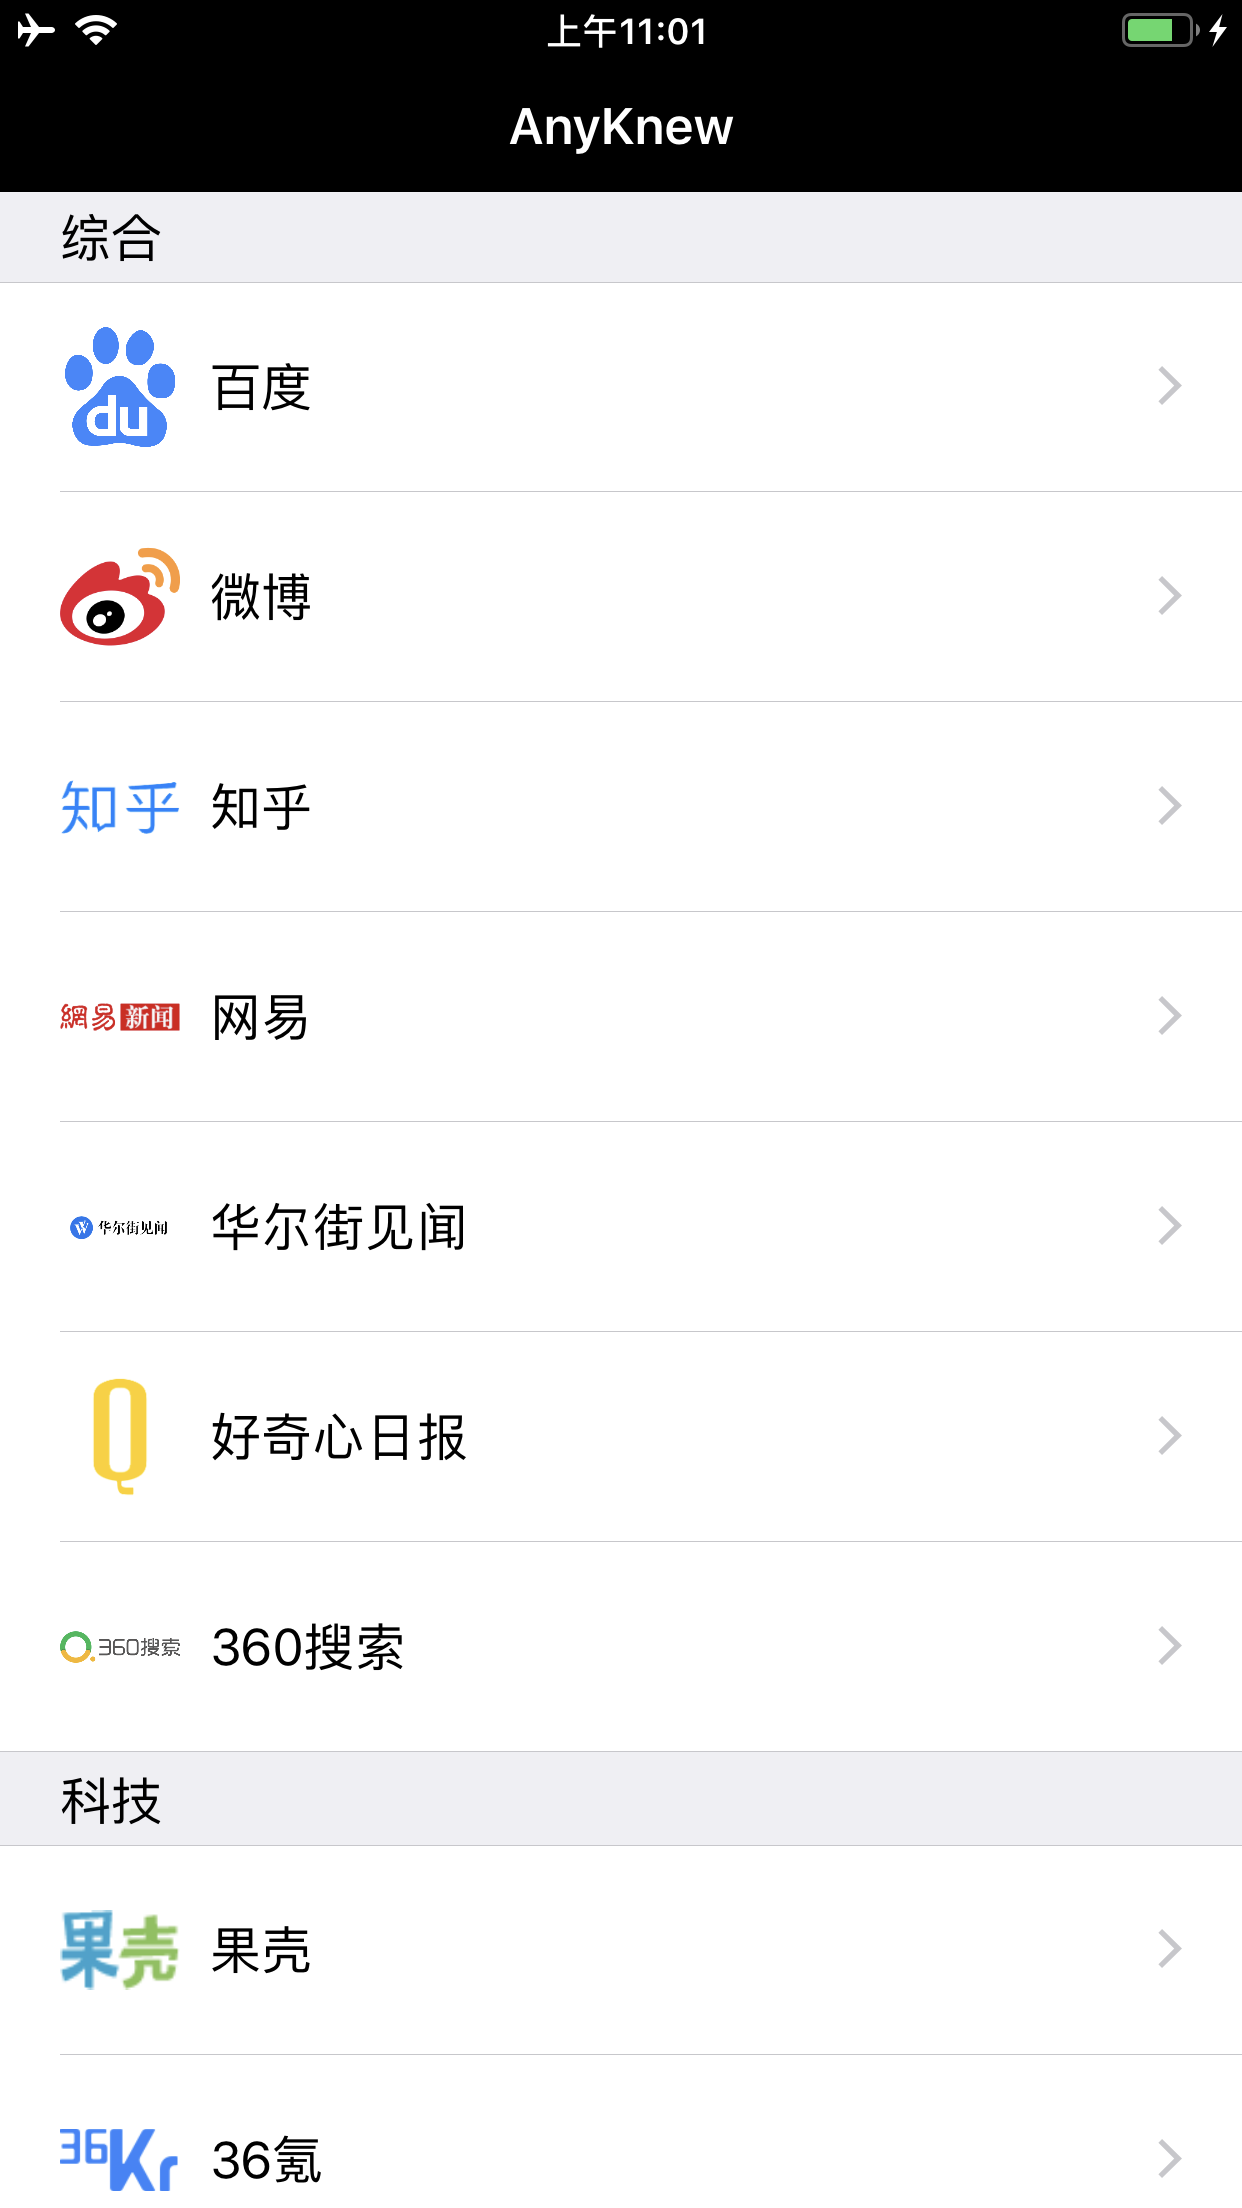 上午11:01
AnyKnew
综合
du 百度
微博
知乎 知乎
網易新闻 网易
W 华尔街见闻 华尔街见闻
Q 好奇心日报
360搜索 360搜索
科技
果壳 果壳
36Kr 36氪